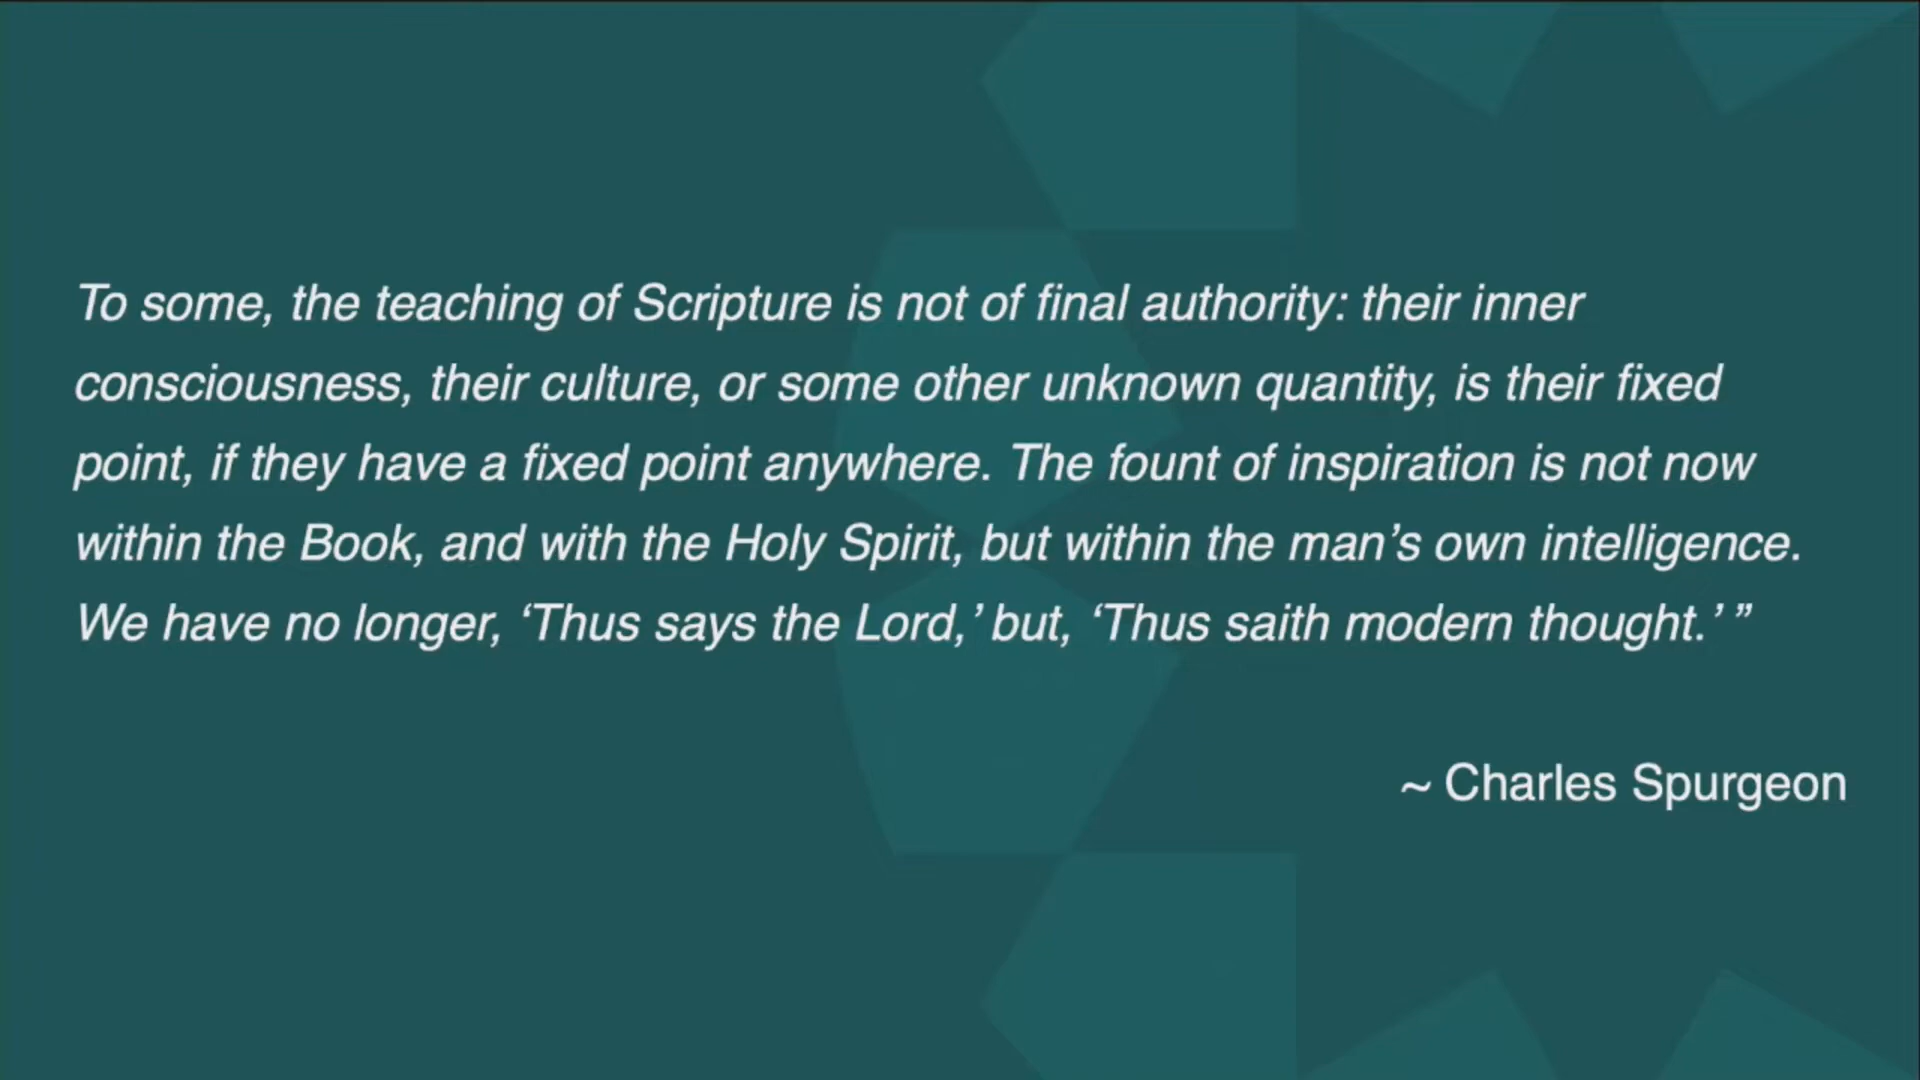 To some, the teaching of Scripture is not of final authority: their inner
consciousness, their culture, or some other unknown quantity, is their fixed
point, if they have a fixed point anywhere. The fount of inspiration is not now
within the Book, and with the Holy Spirit, but within the man’s own intelligence.
We have no longer, ‘Thus says the Lord,’ but, ‘Thus saith modern thought.’ ”
~ Charles Spurgeon